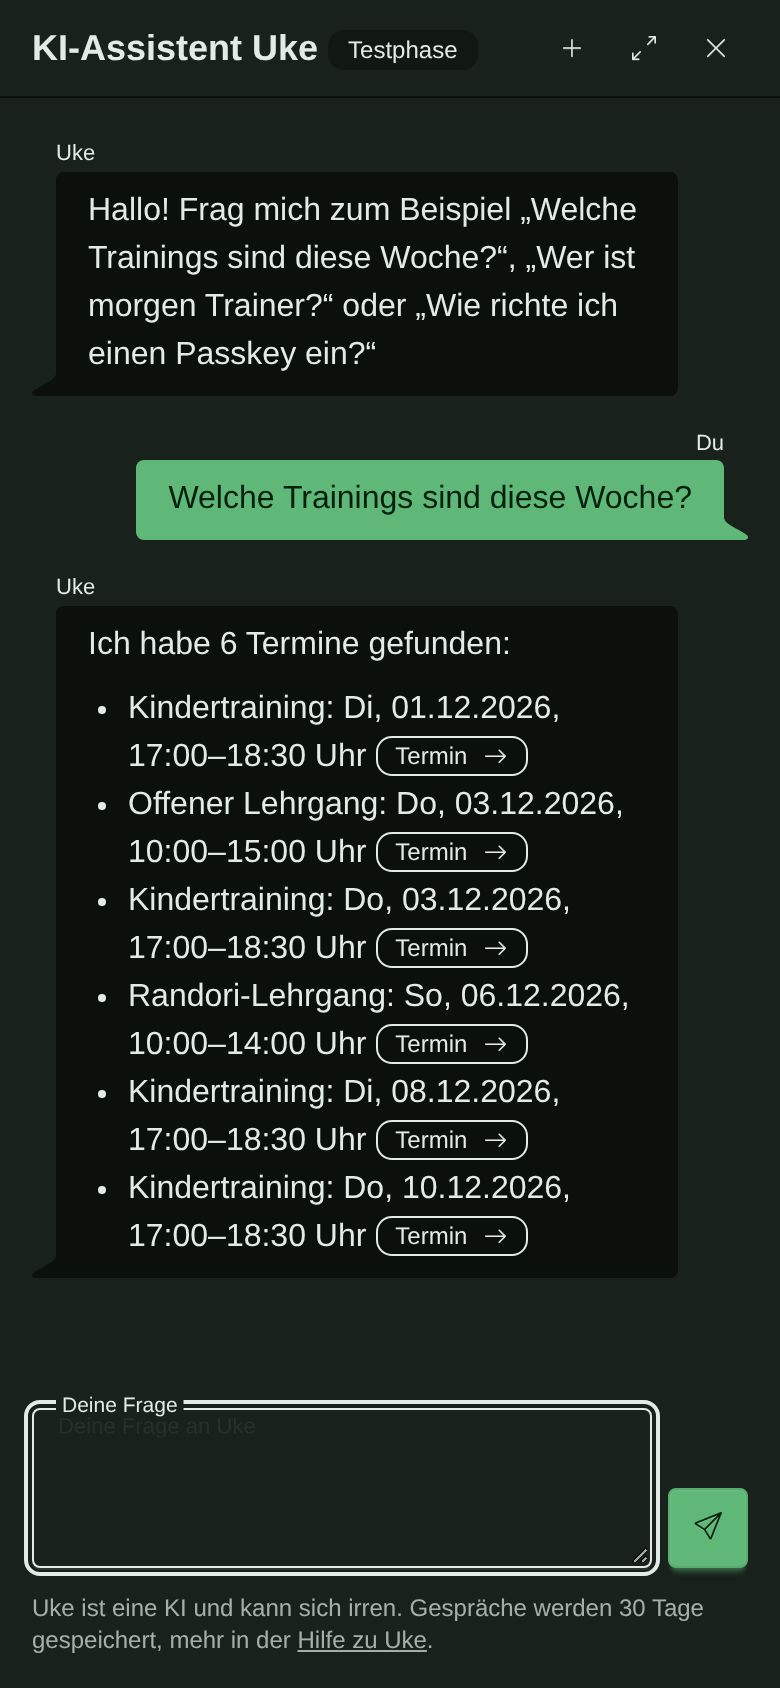 KI-Assistent Uke Testphase
Uke
Hallo! Frag mich zum Beispiel „Welche
Trainings sind diese Woche?“, „Wer ist
morgen Trainer?“ oder „Wie richte ich
einen Passkey ein?“
Du
Welche Trainings sind diese Woche?
Uke
Ich habe 6 Termine gefunden:
• Kindertraining: Di, 01.12.2026,
17:00–18:30 Uhr Termin →
• Offener Lehrgang: Do, 03.12.2026,
10:00–15:00 Uhr Termin →
• Kindertraining: Do, 03.12.2026,
17:00–18:30 Uhr Termin →
• Randori-Lehrgang: So, 06.12.2026,
10:00–14:00 Uhr Termin →
• Kindertraining: Di, 08.12.2026,
17:00–18:30 Uhr Termin →
• Kindertraining: Do, 10.12.2026,
17:00–18:30 Uhr Termin →
Deine Frage
Deine Frage an Uke
Uke ist eine KI und kann sich irren. Gespräche werden 30 Tage
gespeichert, mehr in der Hilfe zu Uke.